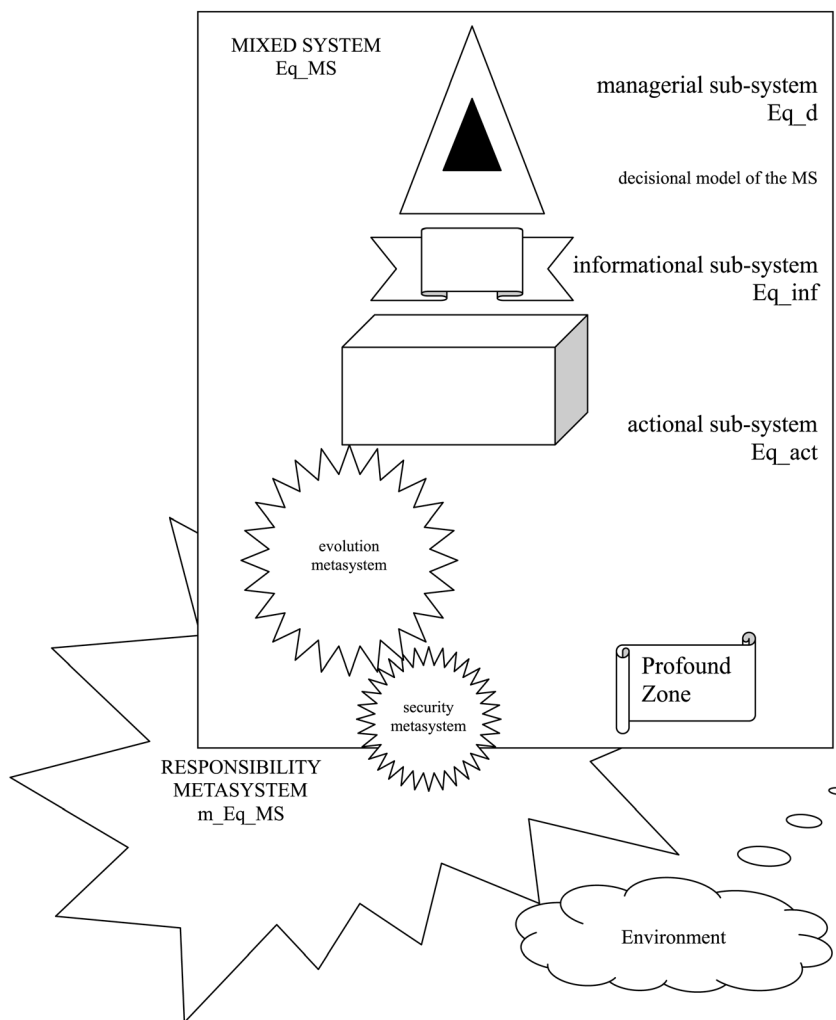 MIXED SYSTEM
Eq_MS
managerial sub-system
Eq_d
decisional model of the MS
informational sub-system
Eq_inf
actional sub-system
Eq_act
evolution
metasystem
Profound
Zone
security
metasystem
RESPONSIBILITY
METASYSTEM
m_Eq_MS
Environment